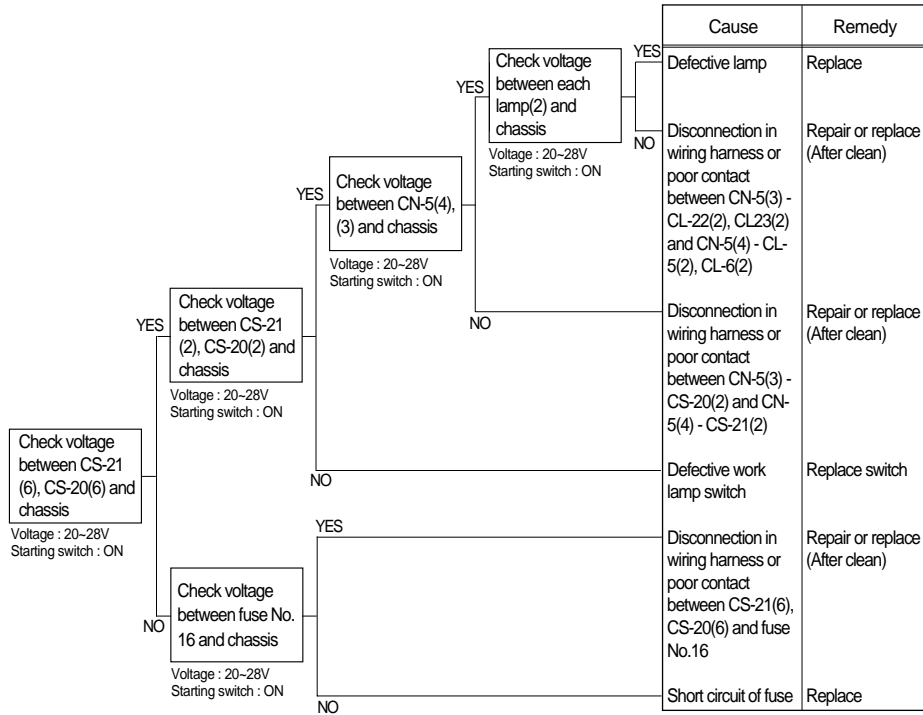 Cause
Remedy
YES
Defective lamp
Replace
Check voltage
between each
lamp(2) and
chassis
YES
NO
Voltage : 20~28V
Starting switch : ON
Disconnection in
wiring harness or
poor contact
between CN-5(3) -
CL-22(2), CL23(2)
and CN-5(4) - CL-
5(2), CL-6(2)
Repair or replace
(After clean)
YES
Check voltage
between CN-5(4),
(3) and chassis
Voltage : 20~28V
Starting switch : ON
NO
Disconnection in
wiring harness or
poor contact
between CN-5(3) -
CS-20(2) and CN-
5(4) - CS-21(2)
Repair or replace
(After clean)
YES
Check voltage
between CS-21
(2), CS-20(2) and
chassis
Voltage : 20~28V
Starting switch : ON
NO
Defective work
lamp switch
Replace switch
Check voltage
between CS-21
(6), CS-20(6) and
chassis
Voltage : 20~28V
Starting switch : ON
YES
Disconnection in
wiring harness or
poor contact
between CS-21(6),
CS-20(6) and fuse
No.16
Repair or replace
(After clean)
NO
Check voltage
between fuse No.
16 and chassis
Voltage : 20~28V
Starting switch : ON
NO
Short circuit of fuse
Replace